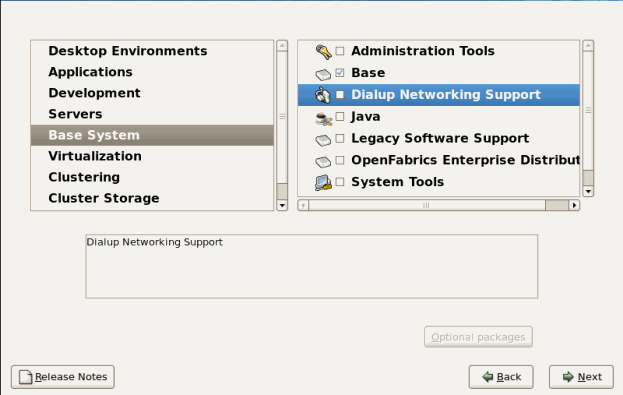 Desktop Environments
Applications
Development
Servers
Base System
Virtualization
Clustering
Cluster Storage
Administration Tools
Base
Dialup Networking Support
Java
Legacy Software Support
OpenFabrics Enterprise Distribut
System Tools
Dialup Networking Support
Optional packages
Release Notes
Back
Next